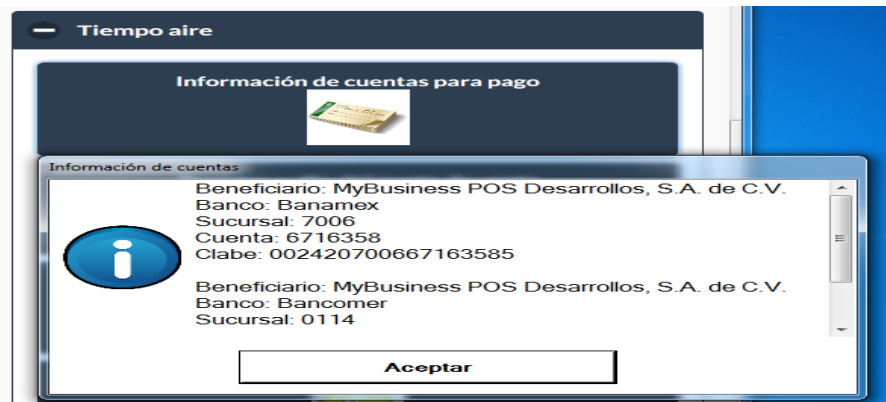 Tiempo aire
Información de cuentas para pago
Información de cuentas
Beneficiario: MyBusiness POS Desarrollos, S.A. de C.V.
Banco: Banamex
Sucursal: 7006
Cuenta: 6716358
Clabe: 002420700667163585
Beneficiario: MyBusiness POS Desarrollos, S.A. de C.V.
Banco: Bancomer
Sucursal: 0114
Aceptar